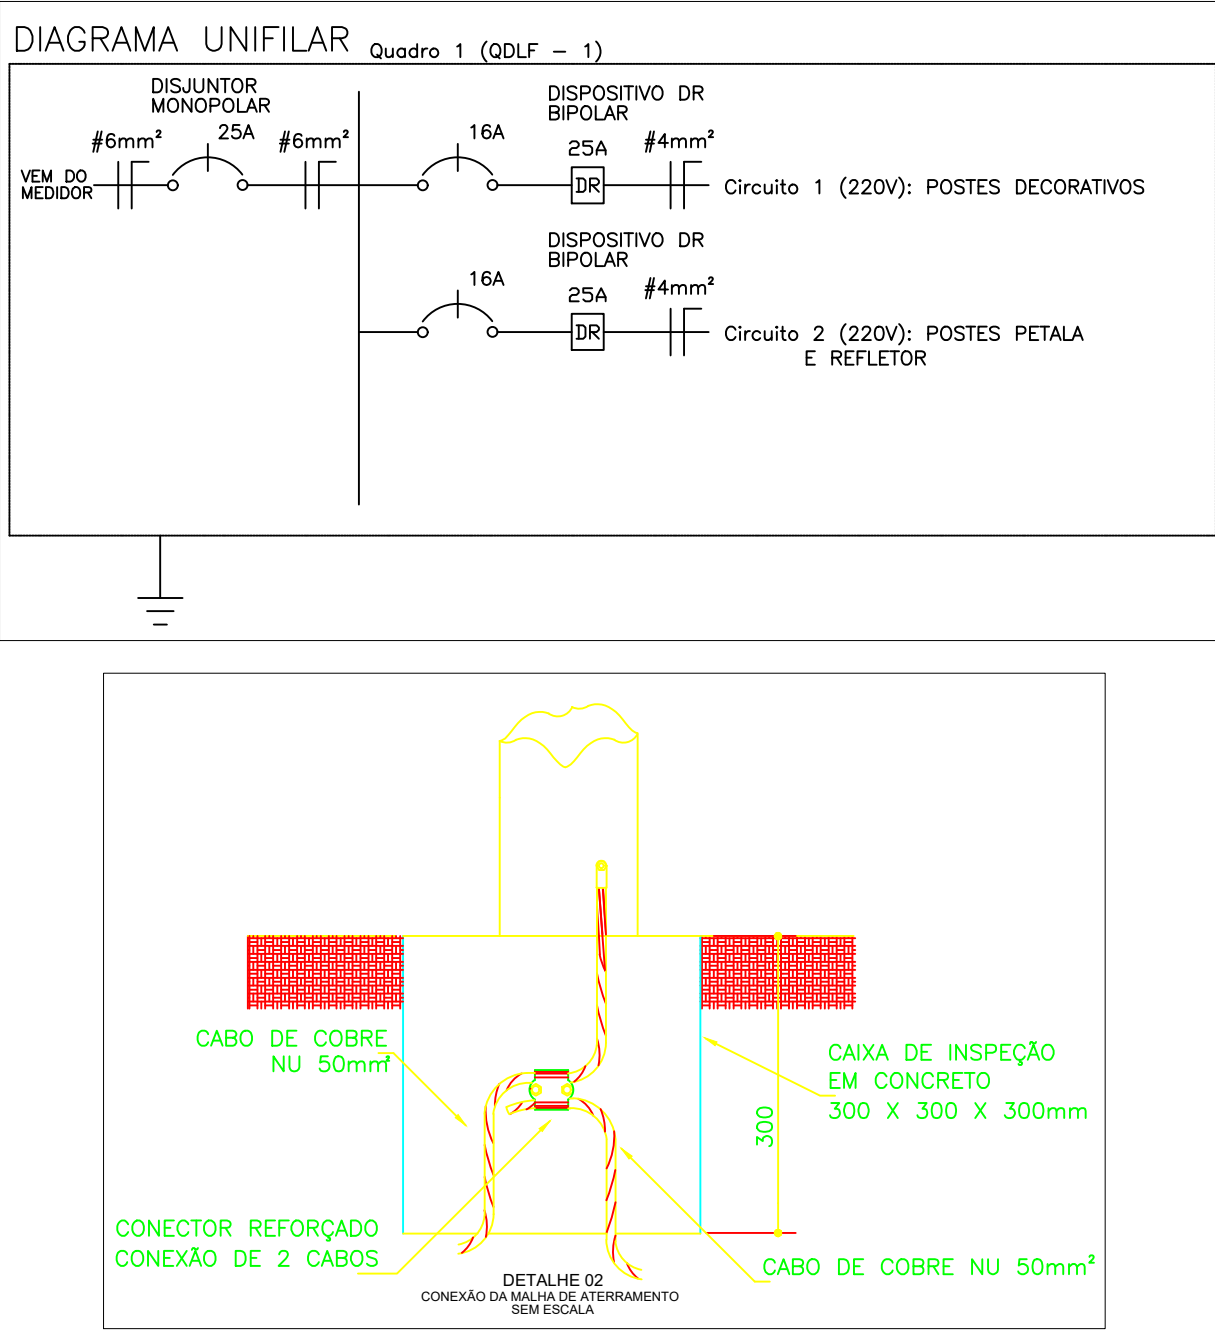 DIAGRAMA UNIFILAR
Quadro 1 (QDLF - 1)
DISJUNTOR
MONOPOLAR
25A
#6mm²
#6mm²
VEM DO
MEDIDOR
16A
DISPOSITIVO DR
BIPOLAR
25A
DR
#4mm²
Circuito 1 (220V): POSTES DECORATIVOS
16A
DISPOSITIVO DR
BIPOLAR
25A
DR
#4mm²
Circuito 2 (220V): POSTES PETALA
E REFLETOR
CABO DE COBRE
NU 50mm²
CAIXA DE INSPEÇÃO
EM CONCRETO
300 X 300 X 300mm
300
CONECTOR REFORÇADO
CONEXÃO DE 2 CABOS
CABO DE COBRE NU 50mm²
DETALHE 02
CONEXÃO DA MALHA DE ATERRAMENTO
SEM ESCALA